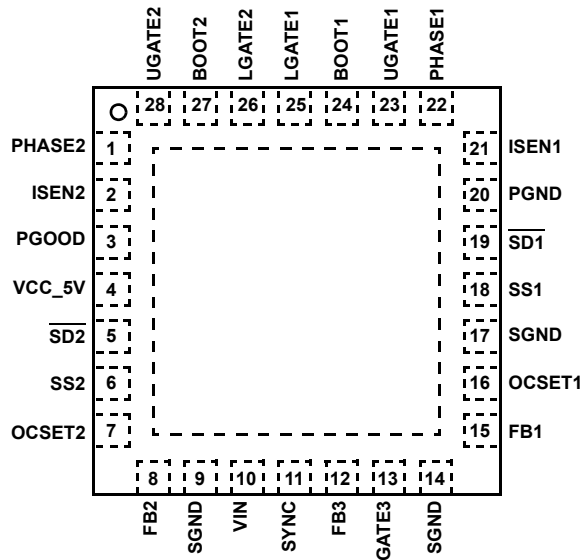 UGATE2
BOOT2
LGATE2
LGATE1
BOOT1
UGATE1
PHASE1
28
27
26
25
24
23
22
PHASE2 1
21 ISEN1
ISEN2 2
20 PGND
PGOOD 3
19 SD1
VCC_5V 4
18 SS1
SD2 5
17 SGND
SS2 6
16 OCSET1
OCSET2 7
15 FB1
8
9
10
11
12
13
14
FB2
SGND
VIN
SYNC
FB3
GATE3
SGND